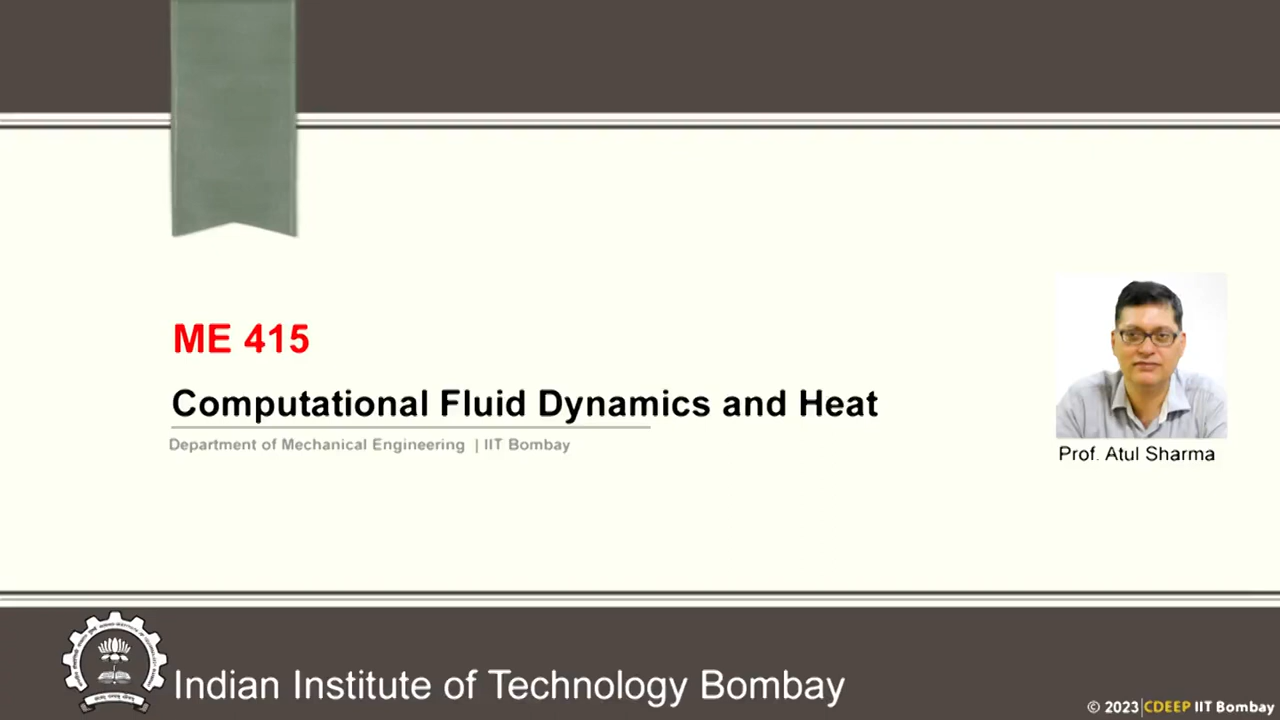 ME 415
Computational Fluid Dynamics and Heat
Department of Mechanical Engineering | IIT Bombay
Prof. Atul Sharma
Indian Institute of Technology Bombay
© 2023|CDEEP IIT Bombay